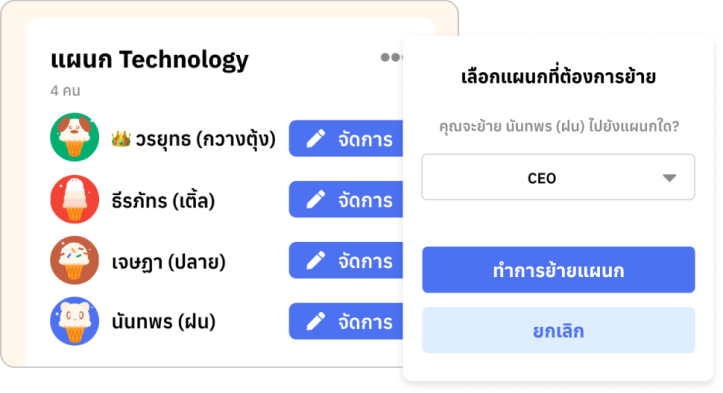 แผนก Technology
4 คน
วรยุทธ (กวางตุ้ง)
จัดการ
ธีรภัทร (เติ้ล)
จัดการ
เจษฎา (ปลาย)
จัดการ
นันทพร (ฝน)
จัดการ
เลือกแผนกที่ต้องการย้าย
คุณจะย้าย นันทพร (ฝน) ไปยังแผนกใด?
CEO
ทำการย้ายแผนก
ยกเลิก